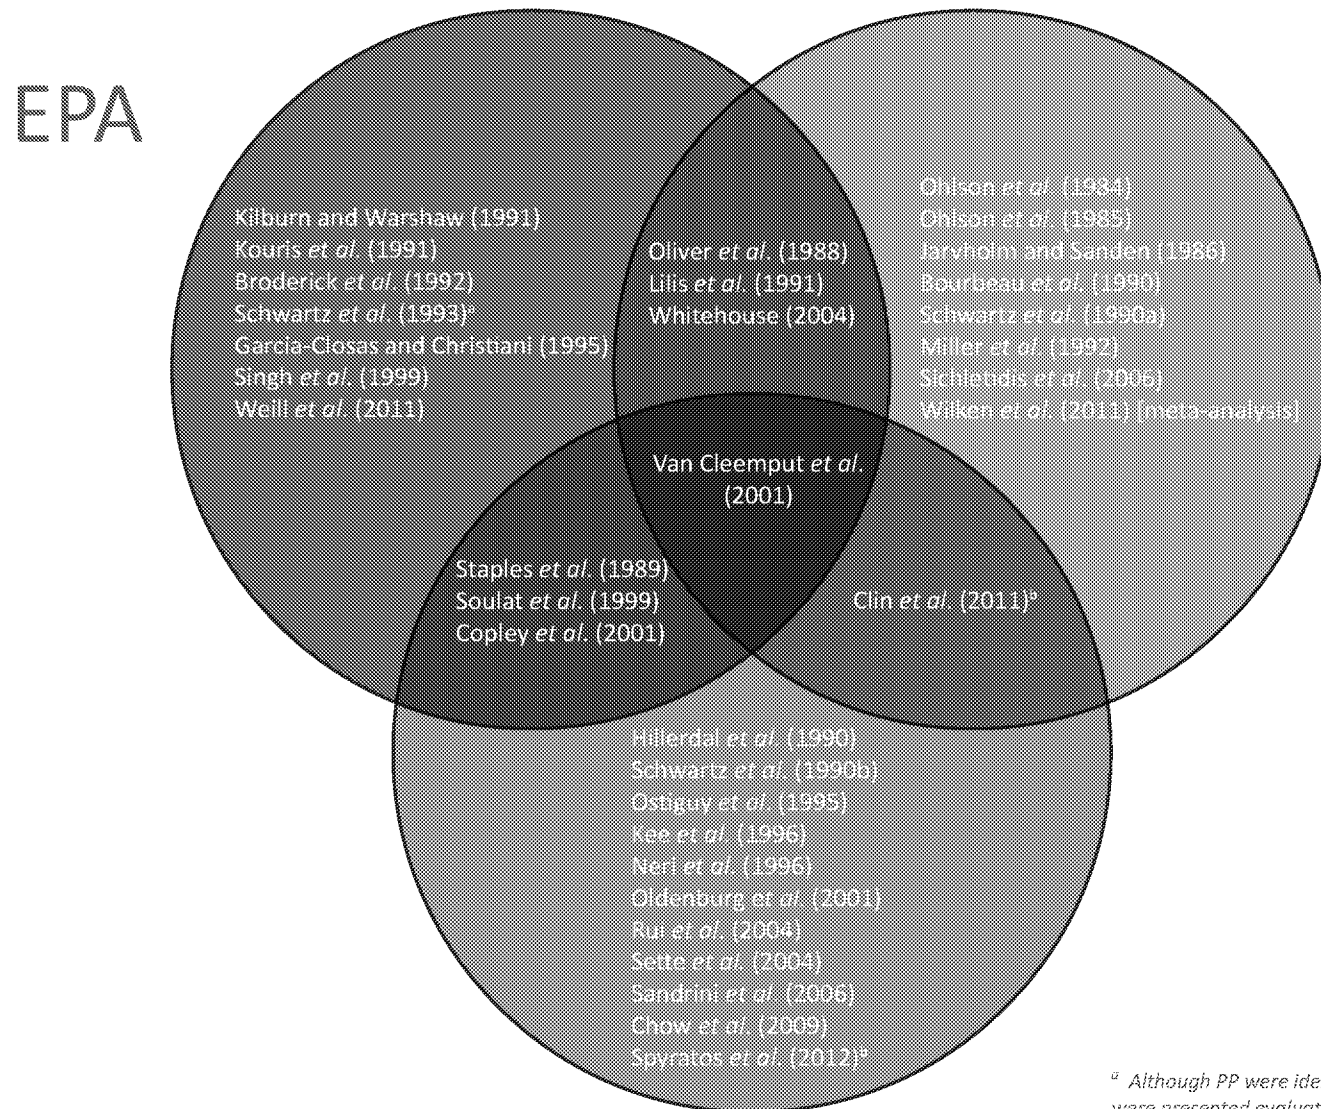 EPA
Kilburn and Warshaw (1991)
Kouris et al. (1991)
Broderick et al. (1992)
Schwartz et al. (1993)ᵃ
Garcia-Closas and Christiani (1995)
Singh et al. (1999)
Weill et al. (2011)
Oliver et al. (1988)
Lilis et al. (1991)
Whitehouse (2004)
Ohlson et al. (1984)
Ohlson et al. (1985)
Jarvholm and Sanden (1986)
Bourbeau et al. (1990)
Schwartz et al. (1990a)
Miller et al. (1992)
Sichletidis et al. (2006)
Wilken et al. (2011) [meta-analysis]
Van Cleemput et al.
(2001)
Staples et al. (1989)
Soulat et al. (1999)
Copley et al. (2001)
Clin et al. (2011)ᵃ
Hillerdal et al. (1990)
Schwartz et al. (1990b)
Ostiguy et al. (1995)
Kee et al. (1996)
Neri et al. (1996)
Oldenburg et al. (2001)
Rui et al. (2004)
Sette et al. (2004)
Sandrini et al. (2006)
Chow et al. (2009)
Spyratos et al. (2012)ᵃ
ᵃ Although PP were ide
were presented evaluat